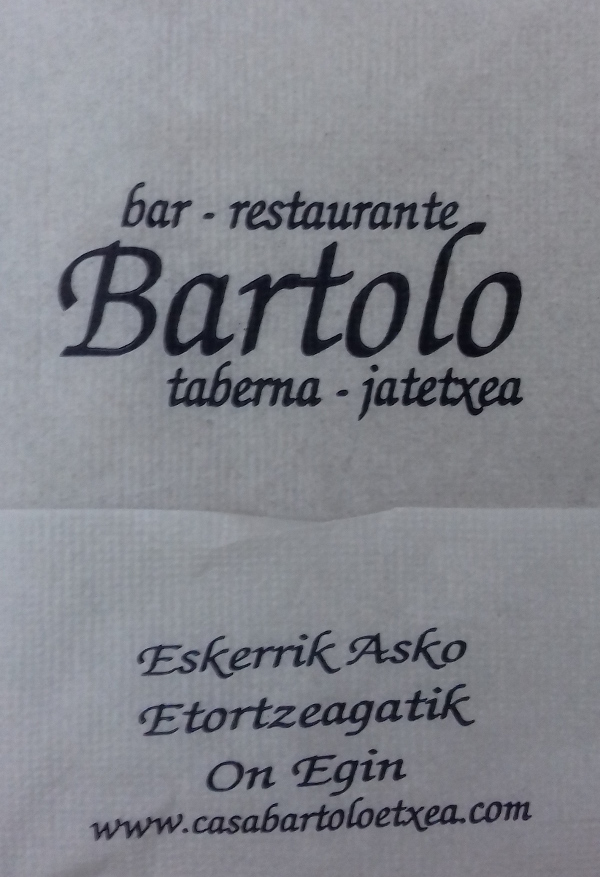 bar - restaurante
Bartolo
taberna - jatetxea
Eskerrik Asko
Etortzeagatik
On Egin
www.casabartoloetxea.com